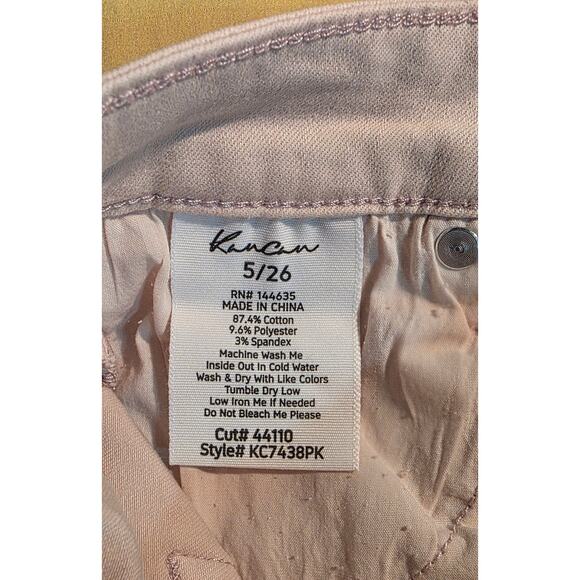 KanCan
5/26
RN# 144635
MADE IN CHINA
87.4% Cotton
9.6% Polyester
3% Spandex
Machine Wash Me
Inside Out in Cold Water
Wash & Dry With Like Colors
Tumble Dry Low
Low Iron Me If Needed
Do Not Bleach Me Please
Cut# 44110
Style# KC7438PK